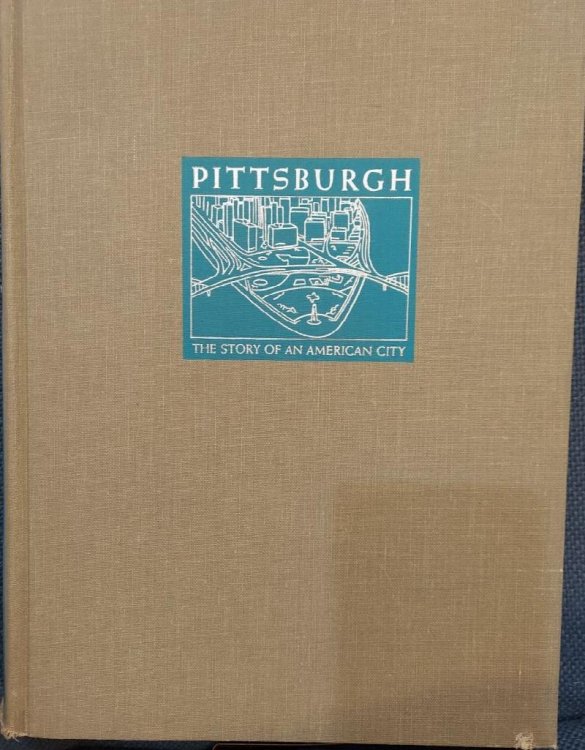 PITTSBURGH
THE STORY OF AN AMERICAN CITY